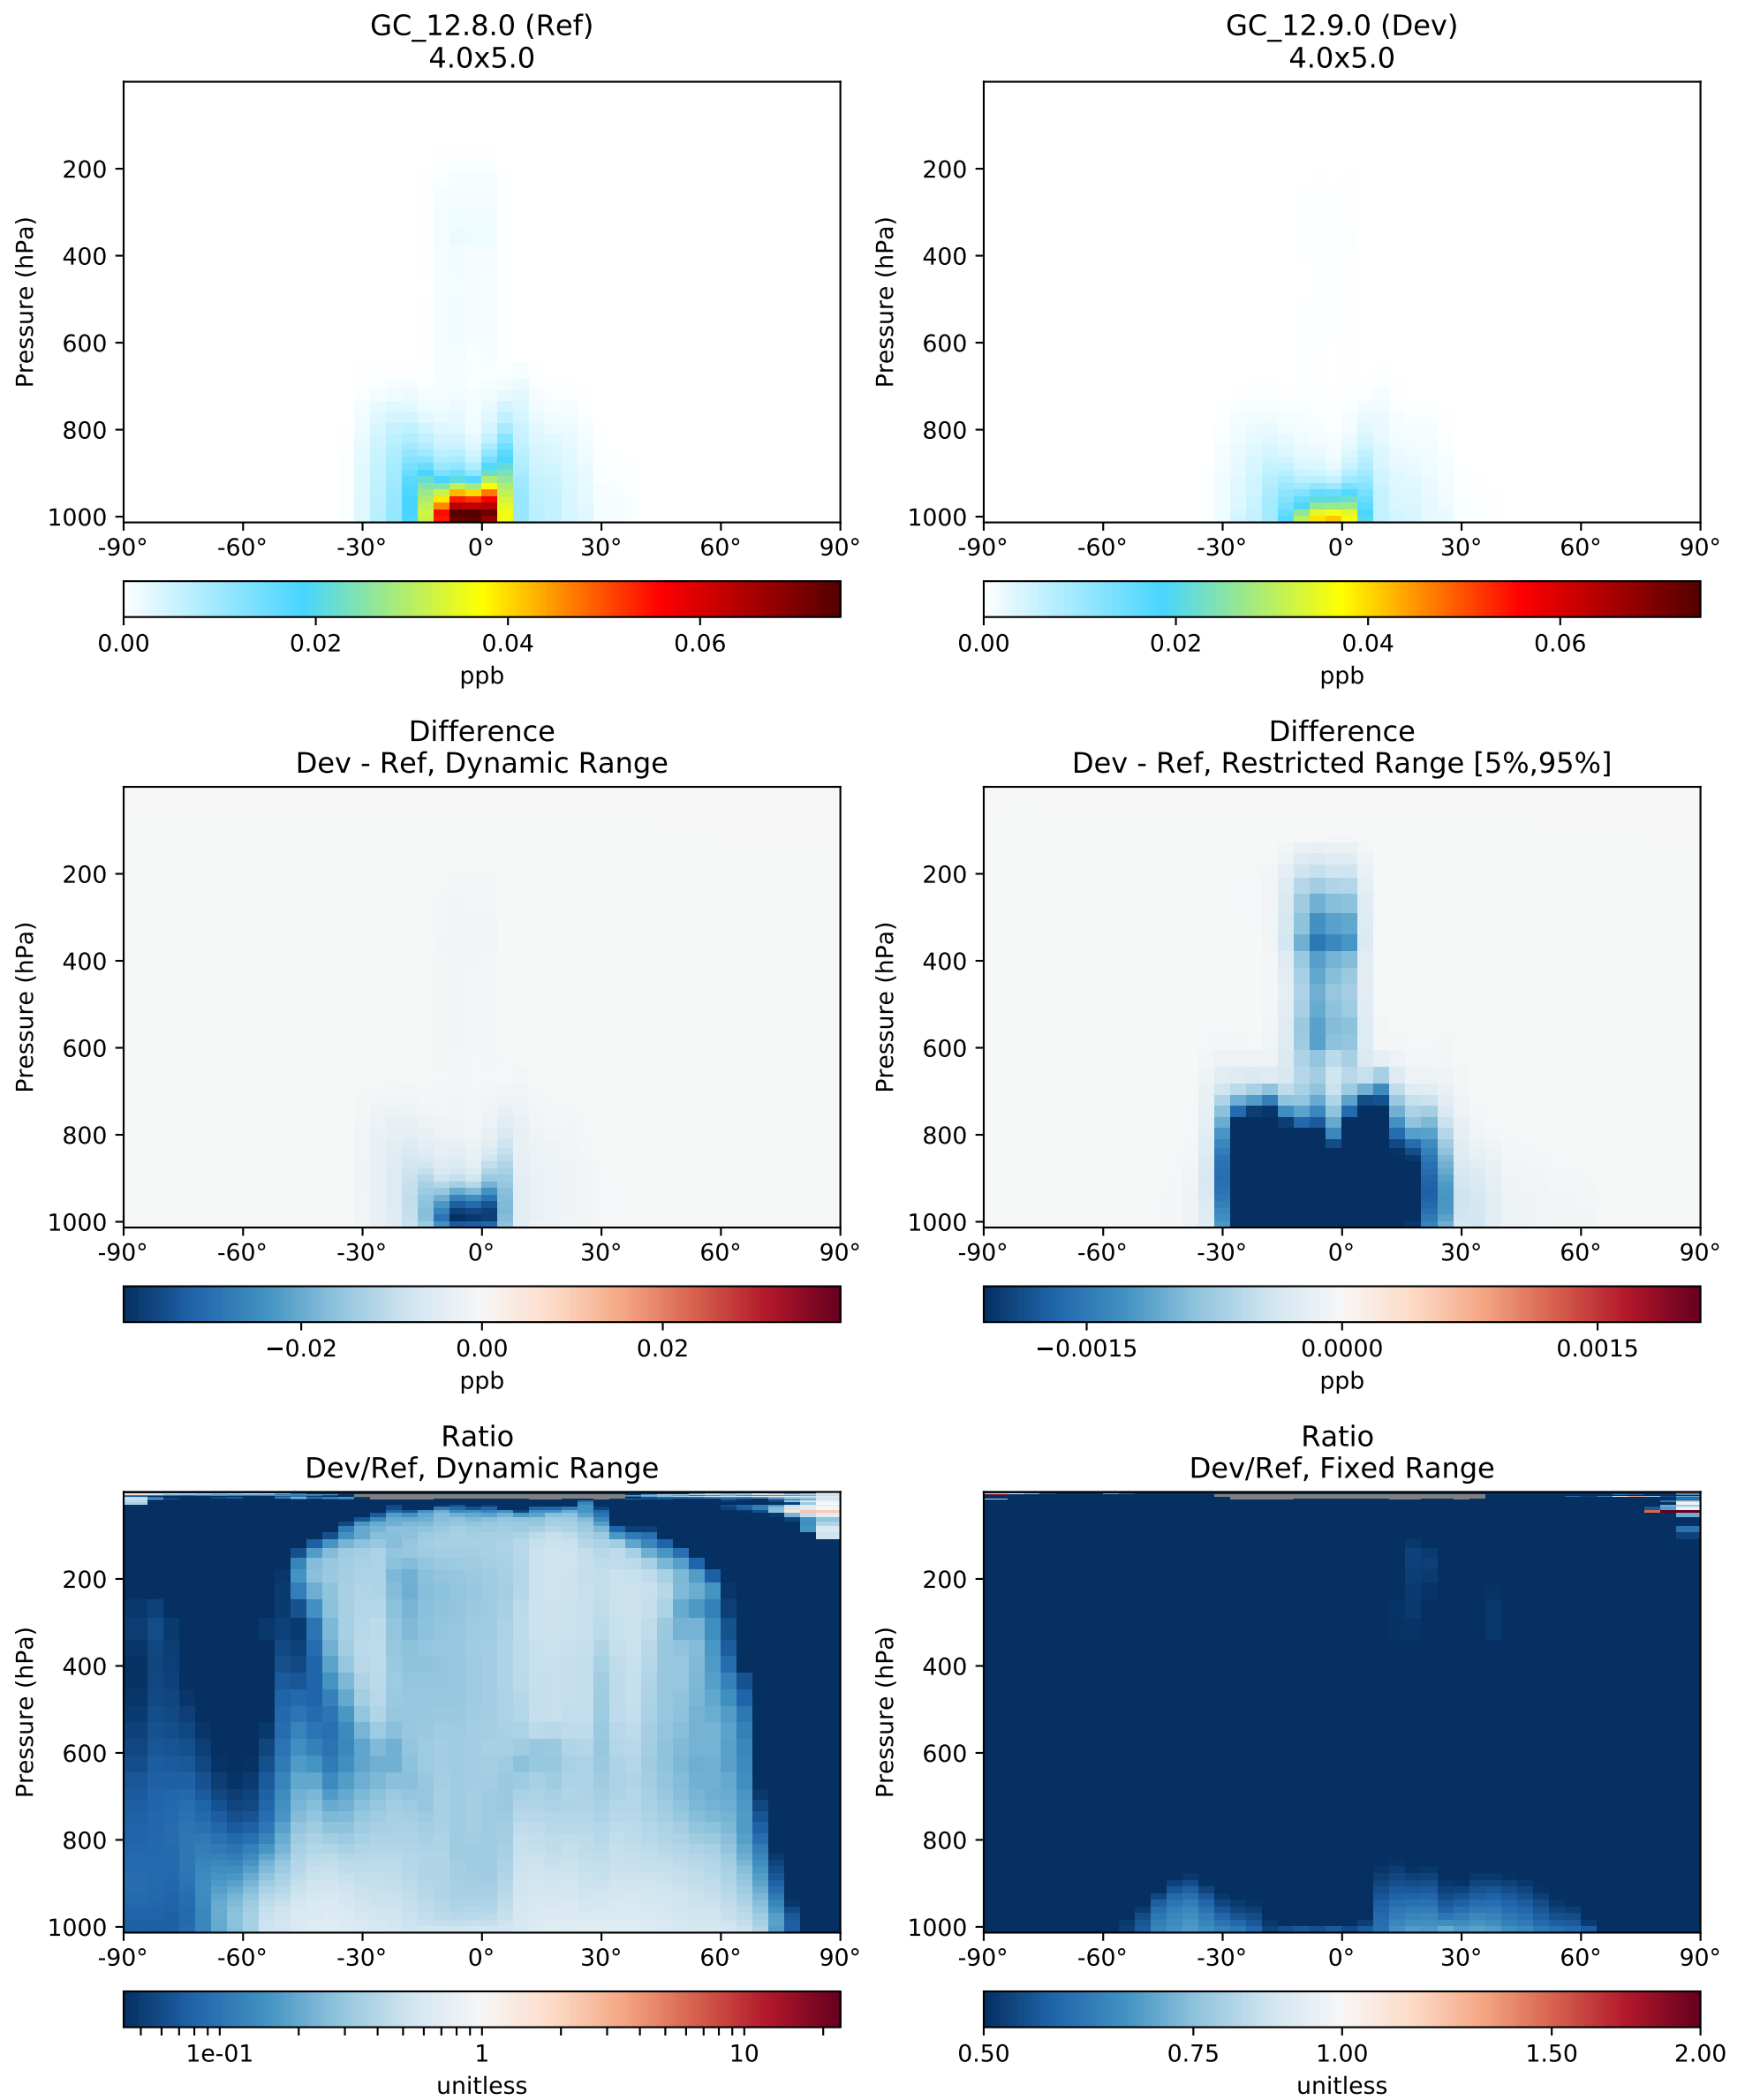 GC_12.8.0 (Ref)
4.0x5.0
Pressure (hPa)
200
400
600
800
1000
-90° -60° -30° 0° 30° 60° 90°
0.00 0.02 0.04 0.06
ppb
GC_12.9.0 (Dev)
4.0x5.0
Pressure (hPa)
200
400
600
800
1000
-90° -60° -30° 0° 30° 60° 90°
0.00 0.02 0.04 0.06
ppb
Difference
Dev - Ref, Dynamic Range
Pressure (hPa)
200
400
600
800
1000
-90° -60° -30° 0° 30° 60° 90°
−0.02 0.00 0.02
ppb
Difference
Dev - Ref, Restricted Range [5%,95%]
Pressure (hPa)
200
400
600
800
1000
-90° -60° -30° 0° 30° 60° 90°
−0.0015 0.0000 0.0015
ppb
Ratio
Dev/Ref, Dynamic Range
Pressure (hPa)
200
400
600
800
1000
-90° -60° -30° 0° 30° 60° 90°
1e-01 1 10
unitless
Ratio
Dev/Ref, Fixed Range
Pressure (hPa)
200
400
600
800
1000
-90° -60° -30° 0° 30° 60° 90°
0.50 0.75 1.00 1.50 2.00
unitless